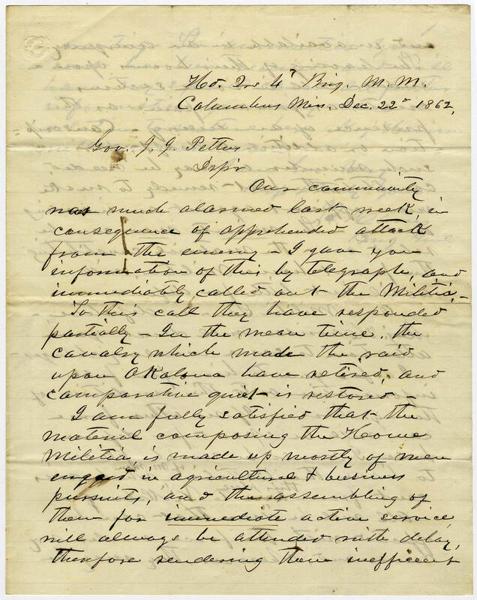 Hd. Qrs 4" Brig. M. M.
Columbus Miss. Dec. 22" 1862,
Gov. J. J. Pettus
Our community
was much alarmed last week, in
consequence of apprehended attack
from the enemy - I gave you
information of this by telegraph, and
immediately called out the Militia,-
To this call they have responded
partially - In the mean time, the
cavalry which made the raid
upon Okalona have retired, and
comparative quiet is restored -
I am fully satisfied that the
material composing the Home
Militia is made up mostly of men
engaged in agricultural & business
pursuits, and the assembling of
them for immediate active service
will always be attended with delay,
therefore rendering them inefficient